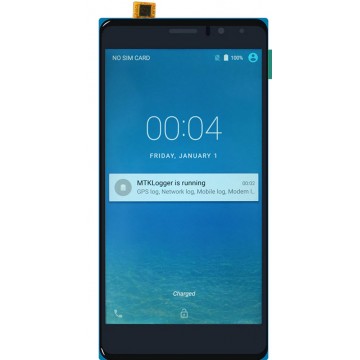 NO SIM CARD 100%
00:04
FRIDAY, JANUARY 1
MTKLogger is running 00:03
GPS log, Network log, Mobile log, Modem l
Charged